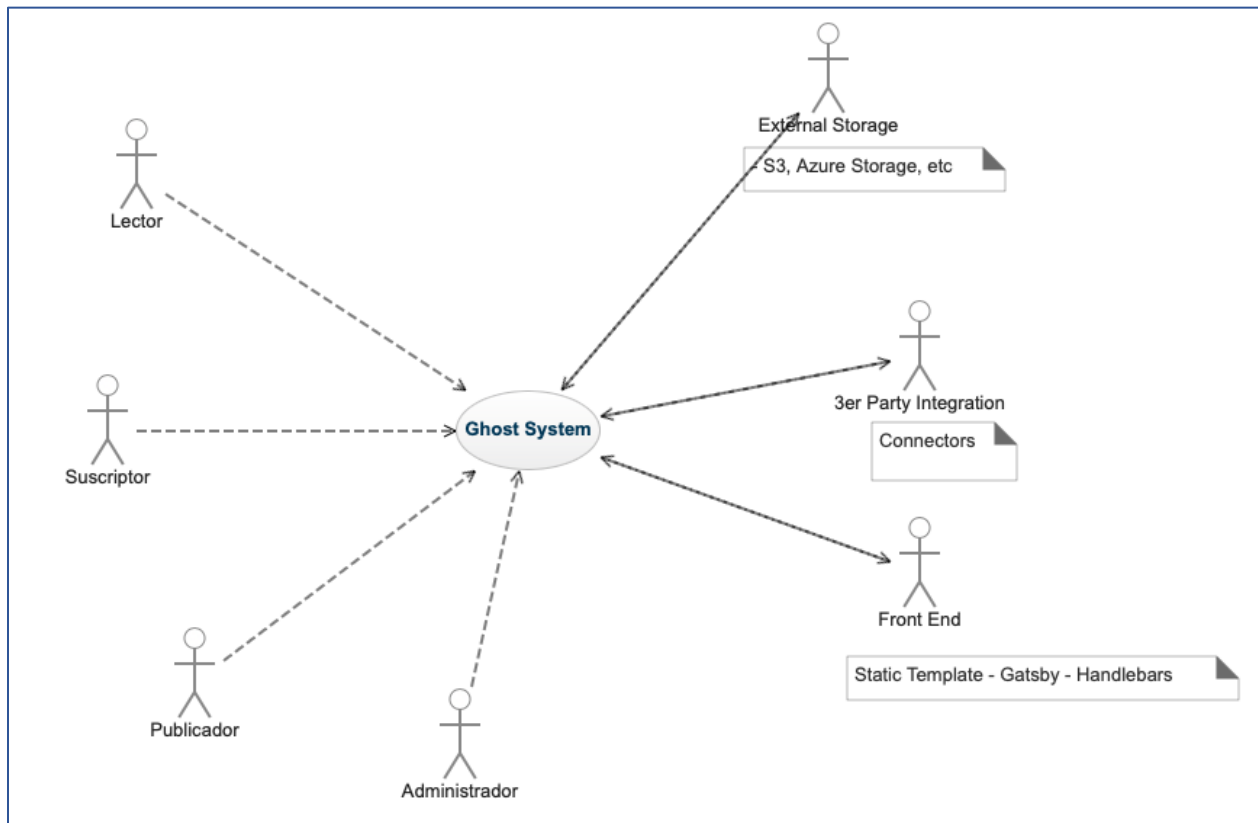 External Storage
- S3, Azure Storage, etc
Lector
3er Party Integration
Connectors
Ghost System
Suscriptor
Front End
Static Template - Gatsby - Handlebars
Publicador
Administrador